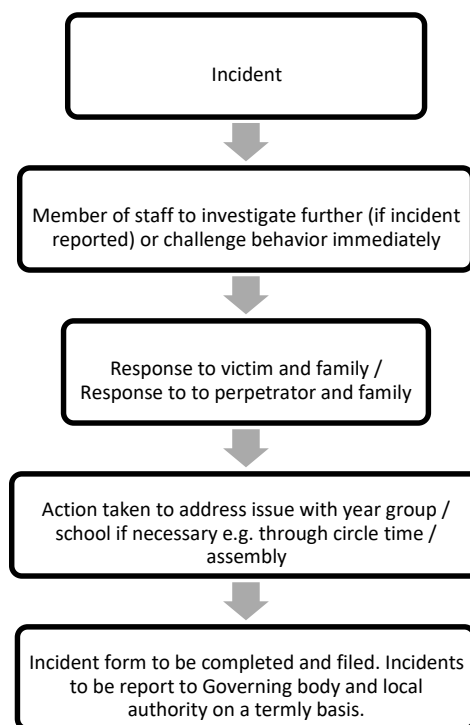 Incident
Member of staff to investigate further (if incident
reported) or challenge behavior immediately
Response to victim and family /
Response to to perpetrator and family
Action taken to address issue with year group /
school if necessary e.g. through circle time /
assembly
Incident form to be completed and filed. Incidents
to be report to Governing body and local
authority on a termly basis.